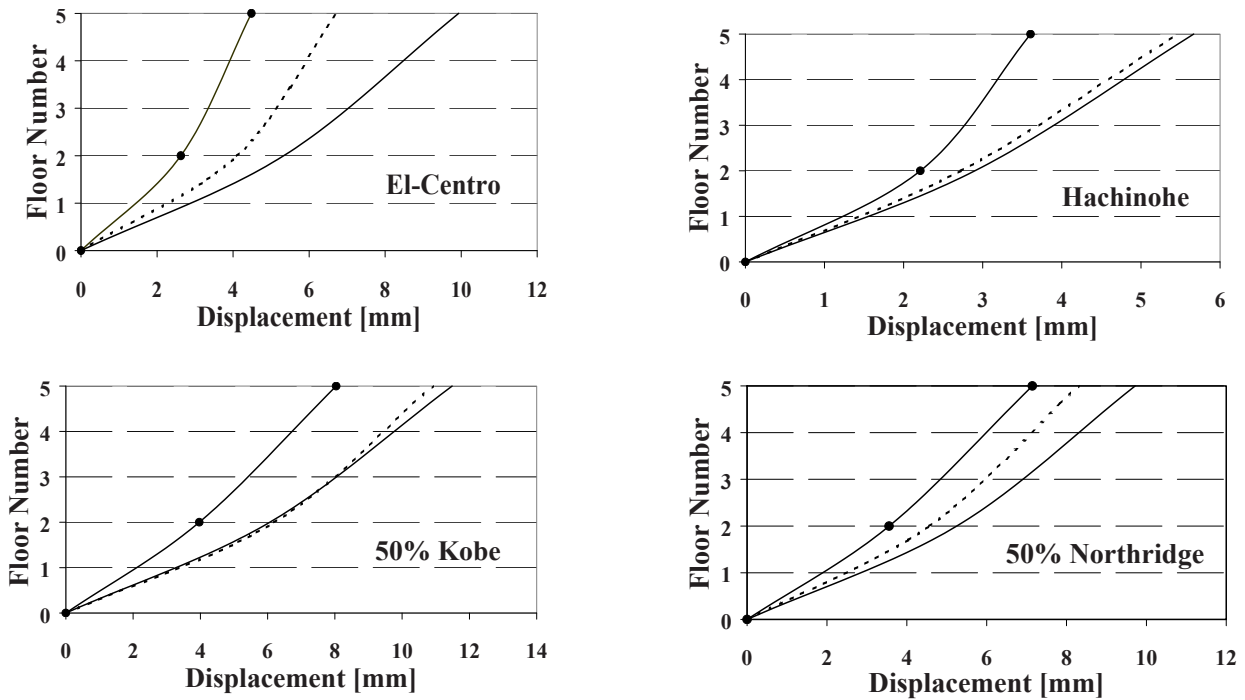 Floor Number
5
4
3
2
1
0
El-Centro
0 2 4 6 8 10 12
Displacement [mm]
Floor Number
5
4
3
2
1
0
Hachinohe
0 1 2 3 4 5 6
Displacement [mm]
Floor Number
5
4
3
2
1
0
50% Kobe
0 2 4 6 8 10 12 14
Displacement [mm]
Floor Number
5
4
3
2
1
0
50% Northridge
0 2 4 6 8 10 12
Displacement [mm]